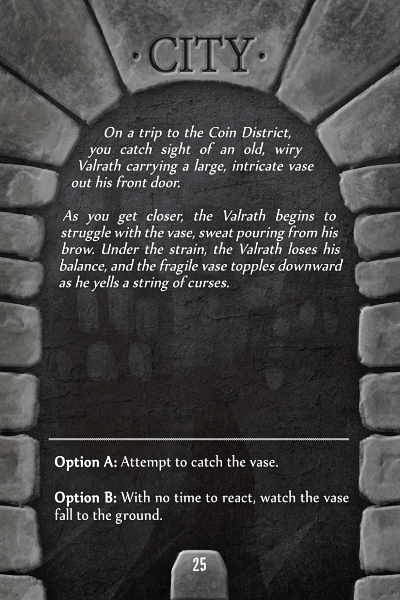 ·CITY·
On a trip to the Coin District,
you catch sight of an old, wiry
Valrath carrying a large, intricate vase
out his front door.
As you get closer, the Valrath begins to
struggle with the vase, sweat pouring from his
brow. Under the strain, the Valrath loses his
balance, and the fragile vase topples downward
as he yells a string of curses.
Option A: Attempt to catch the vase.
Option B: With no time to react, watch the vase
fall to the ground.
25